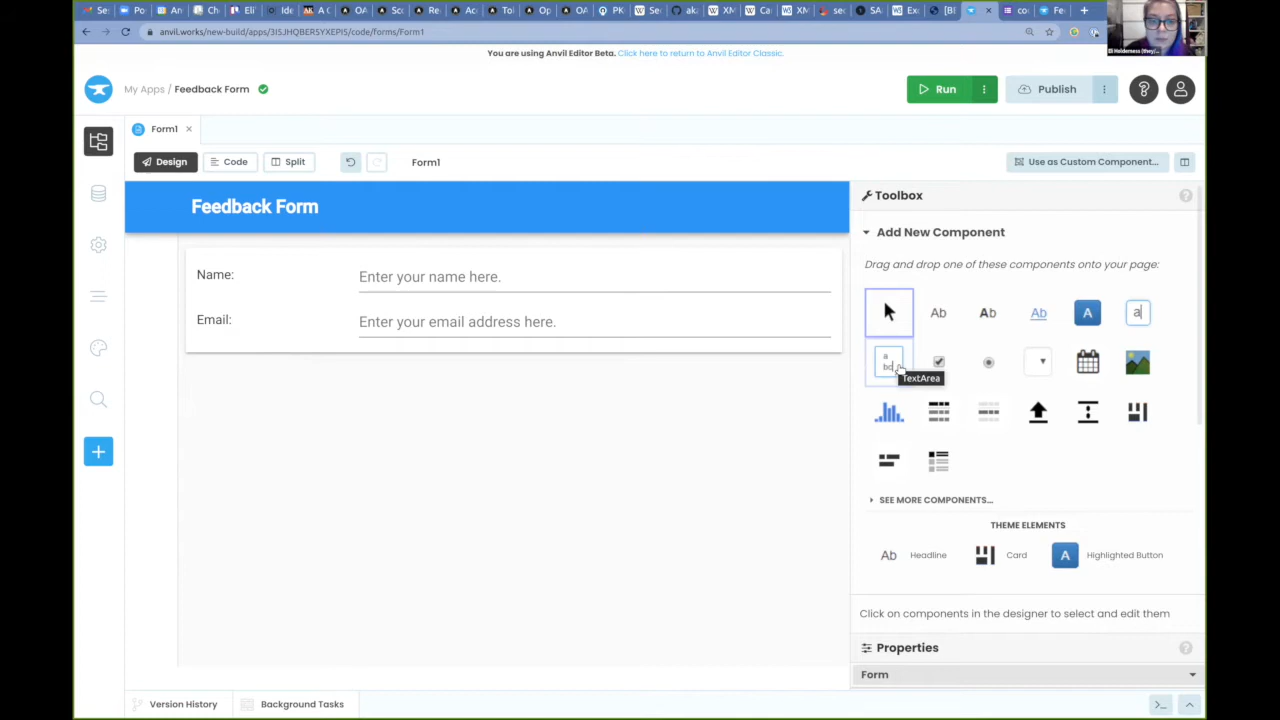 anvil.works/new-build/apps/3I5JHQBER5YXEPIS/code/forms/Form1
Eli Holderness (they/
You are using Anvil Editor Beta. Click here to return to Anvil Editor Classic.
My Apps / Feedback Form
Run
Publish
Form1
Design
Code
Split
Form1
Use as Custom Component...
Feedback Form
Name:
Enter your name here.
Email:
Enter your email address here.
Toolbox
Add New Component
Drag and drop one of these components onto your page:
Ab
Ab
Ab
A
a
a
bc
TextArea
SEE MORE COMPONENTS...
THEME ELEMENTS
Ab
Headline
Card
A
Highlighted Button
Click on components in the designer to select and edit them
Properties
Form
Version History
Background Tasks